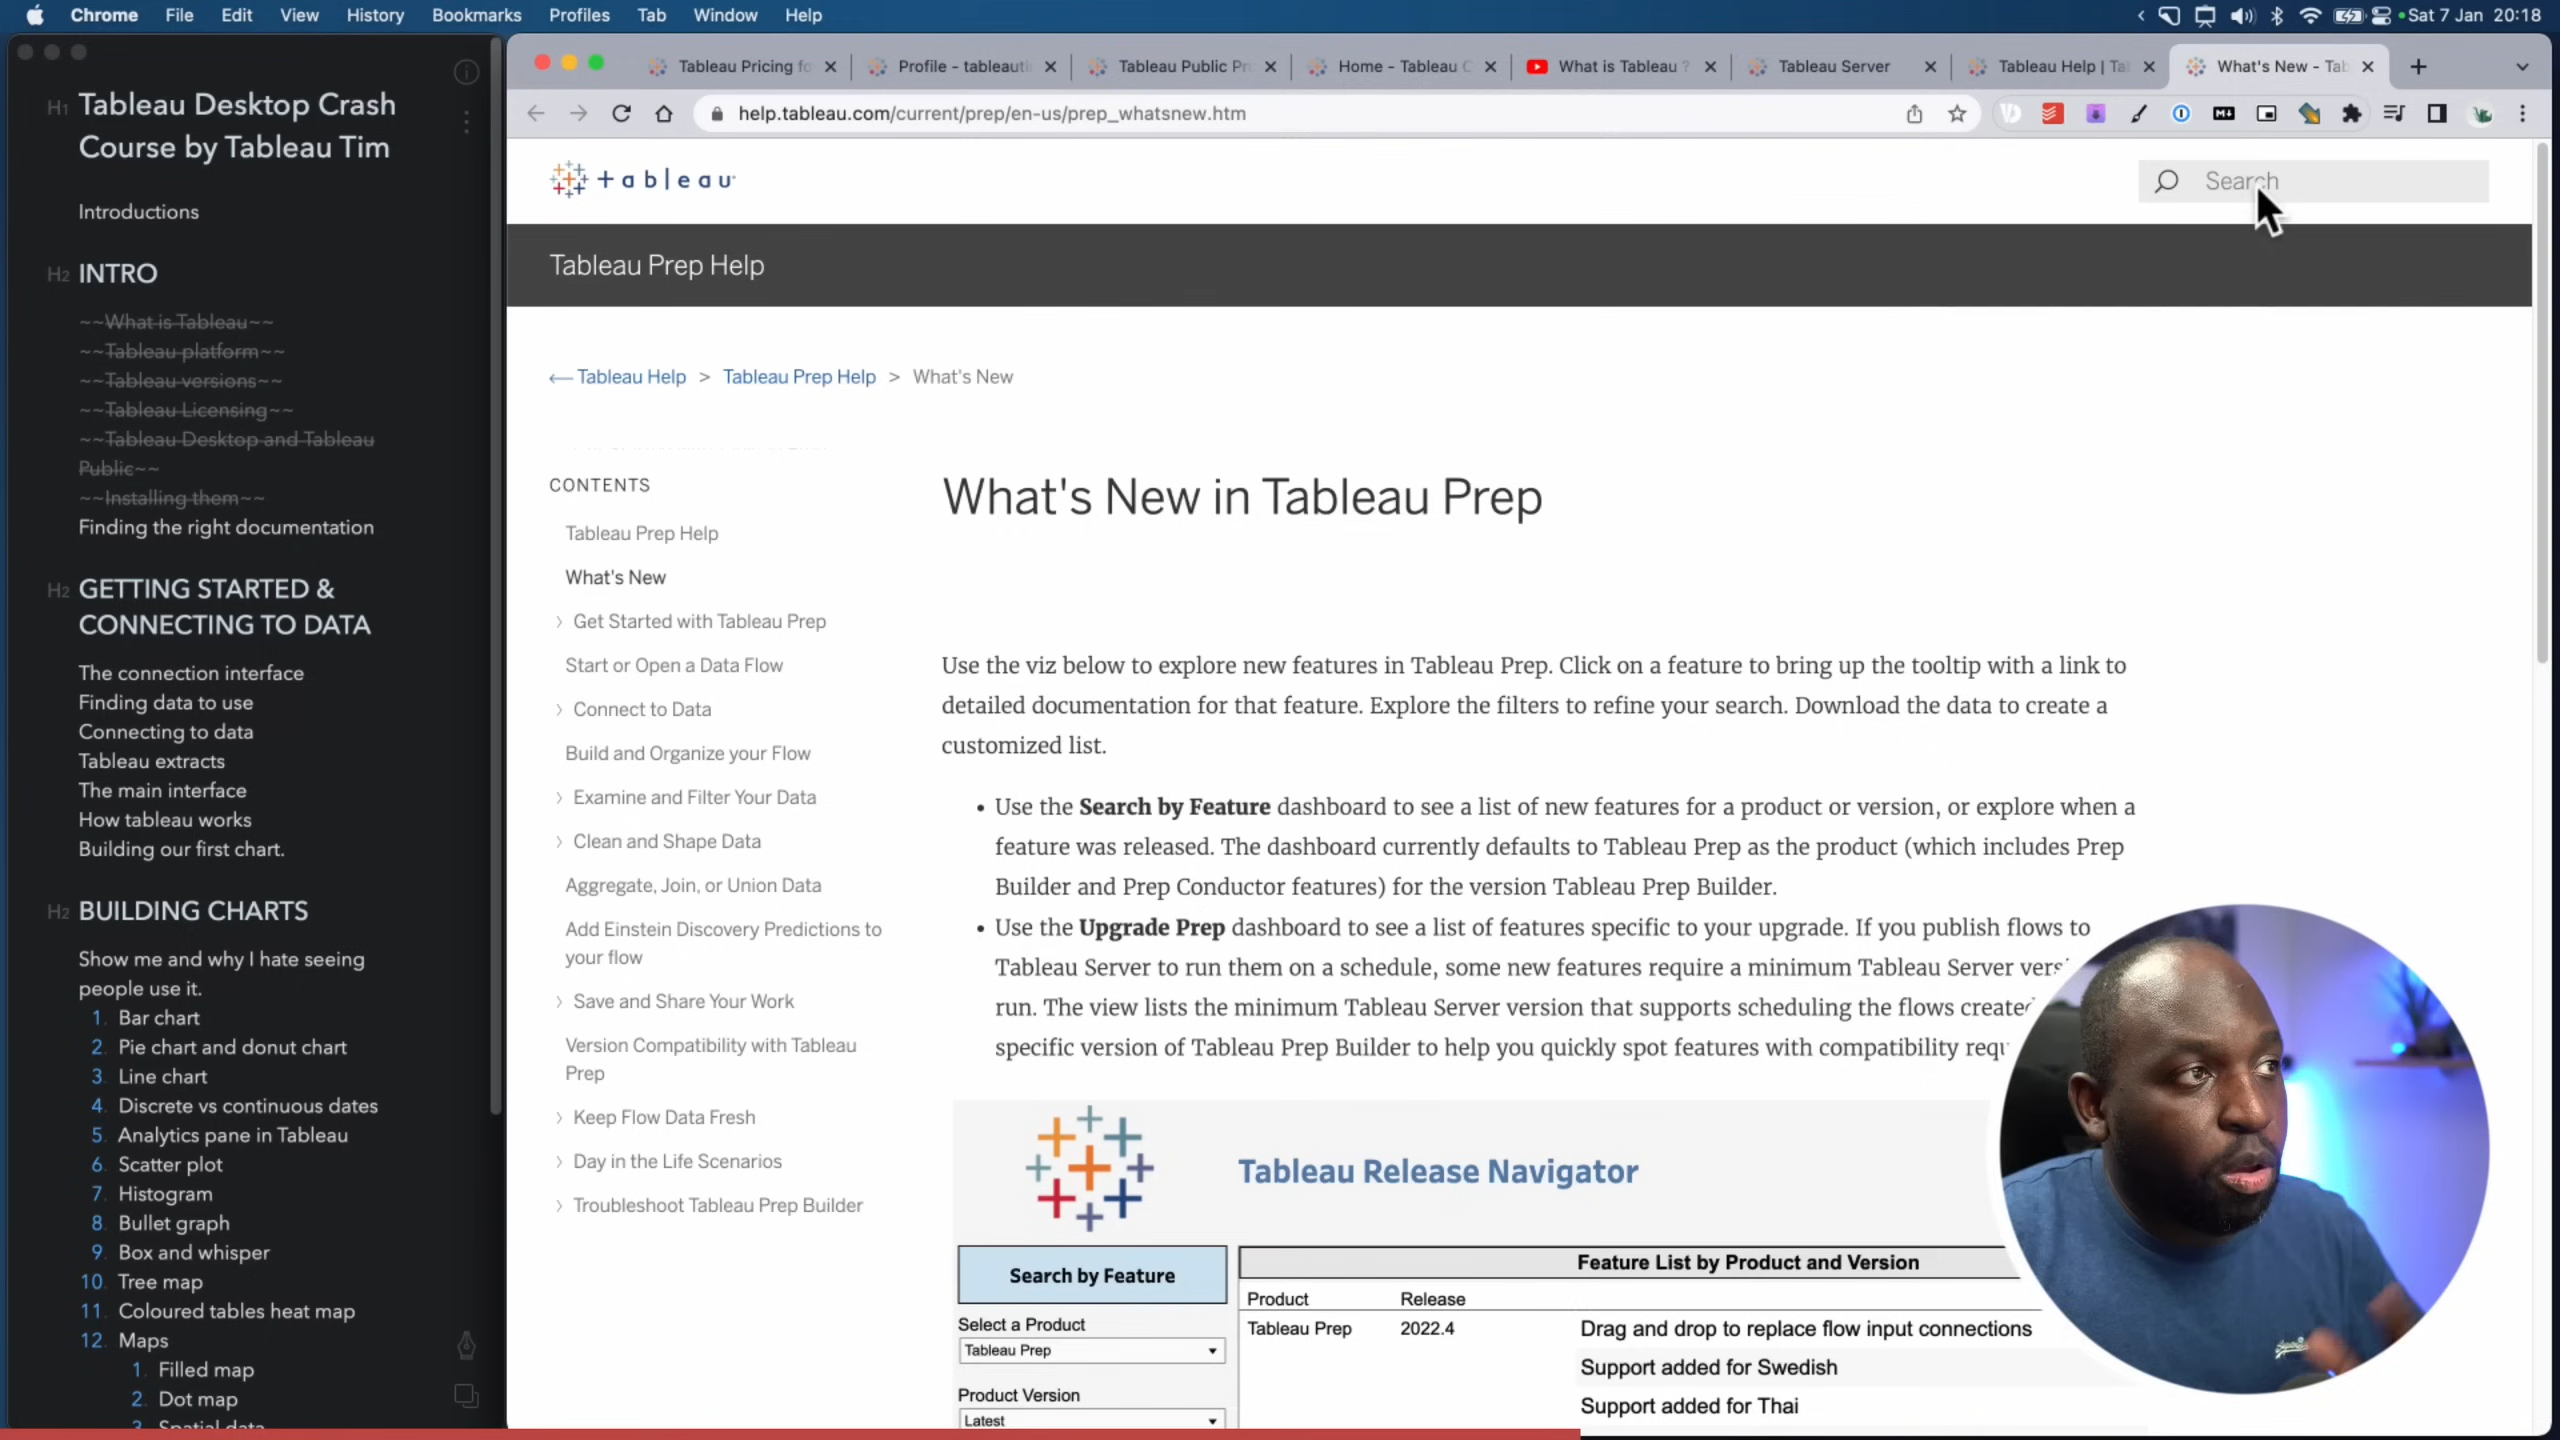 Chrome File Edit View History Bookmarks Profiles Tab Window Help
Sat 7 Jan 20:18
H1 Tableau Desktop Crash
Course by Tableau Tim
Introductions
H2 INTRO
~~What is Tableau~~
~~Tableau platform~~
~~Tableau versions~~
~~Tableau Licensing~~
~~Tableau Desktop and Tableau
Public~~
~~Installing them~~
Finding the right documentation
H2 GETTING STARTED &
CONNECTING TO DATA
The connection interface
Finding data to use
Connecting to data
Tableau extracts
The main interface
How tableau works
Building our first chart.
H2 BUILDING CHARTS
Show me and why I hate seeing
people use it.
1. Bar chart
2. Pie chart and donut chart
3. Line chart
4. Discrete vs continuous dates
5. Analytics pane in Tableau
6. Scatter plot
7. Histogram
8. Bullet graph
9. Box and whisper
10. Tree map
11. Coloured tables heat map
12. Maps
1. Filled map
2. Dot map
3. Spatial data
Tableau Pricing fo
Profile - tableauti
Tableau Public Pr
Home - Tableau C
What is Tableau ?
Tableau Server
Tableau Help | Ta
What's New - Tab
help.tableau.com/current/prep/en-us/prep_whatsnew.htm
+ableau
Search
Tableau Prep Help
Tableau Help > Tableau Prep Help > What's New
CONTENTS
Tableau Prep Help
What's New
Get Started with Tableau Prep
Start or Open a Data Flow
Connect to Data
Build and Organize your Flow
Examine and Filter Your Data
Clean and Shape Data
Aggregate, Join, or Union Data
Add Einstein Discovery Predictions to
your flow
Save and Share Your Work
Version Compatibility with Tableau
Prep
Keep Flow Data Fresh
Day in the Life Scenarios
Troubleshoot Tableau Prep Builder
What's New in Tableau Prep
Use the viz below to explore new features in Tableau Prep. Click on a feature to bring up the tooltip with a link to
detailed documentation for that feature. Explore the filters to refine your search. Download the data to create a
customized list.
• Use the Search by Feature dashboard to see a list of new features for a product or version, or explore when a
feature was released. The dashboard currently defaults to Tableau Prep as the product (which includes Prep
Builder and Prep Conductor features) for the version Tableau Prep Builder.
• Use the Upgrade Prep dashboard to see a list of features specific to your upgrade. If you publish flows to
Tableau Server to run them on a schedule, some new features require a minimum Tableau Server vers
run. The view lists the minimum Tableau Server version that supports scheduling the flows created
specific version of Tableau Prep Builder to help you quickly spot features with compatibility requ
Tableau Release Navigator
Search by Feature
Select a Product
Tableau Prep
Product Version
Latest
Feature List by Product and Version
Product Release
Tableau Prep 2022.4 Drag and drop to replace flow input connections
Support added for Swedish
Support added for Thai